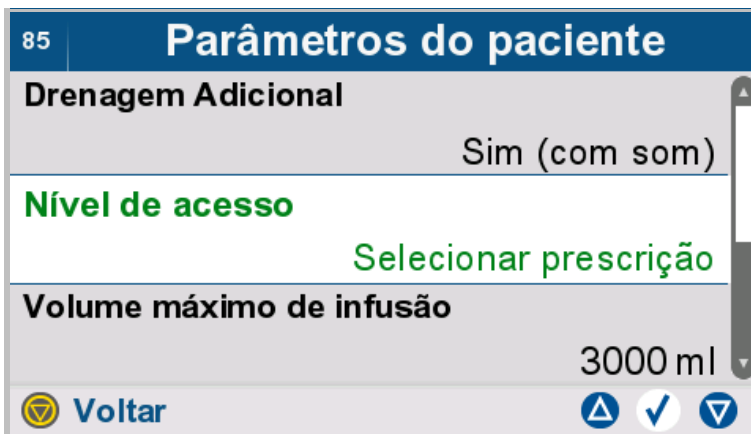 85 Parâmetros do paciente
Drenagem Adicional
Sim (com som)
Nível de acesso
Selecionar prescrição
Volume máximo de infusão
3000 ml
Voltar